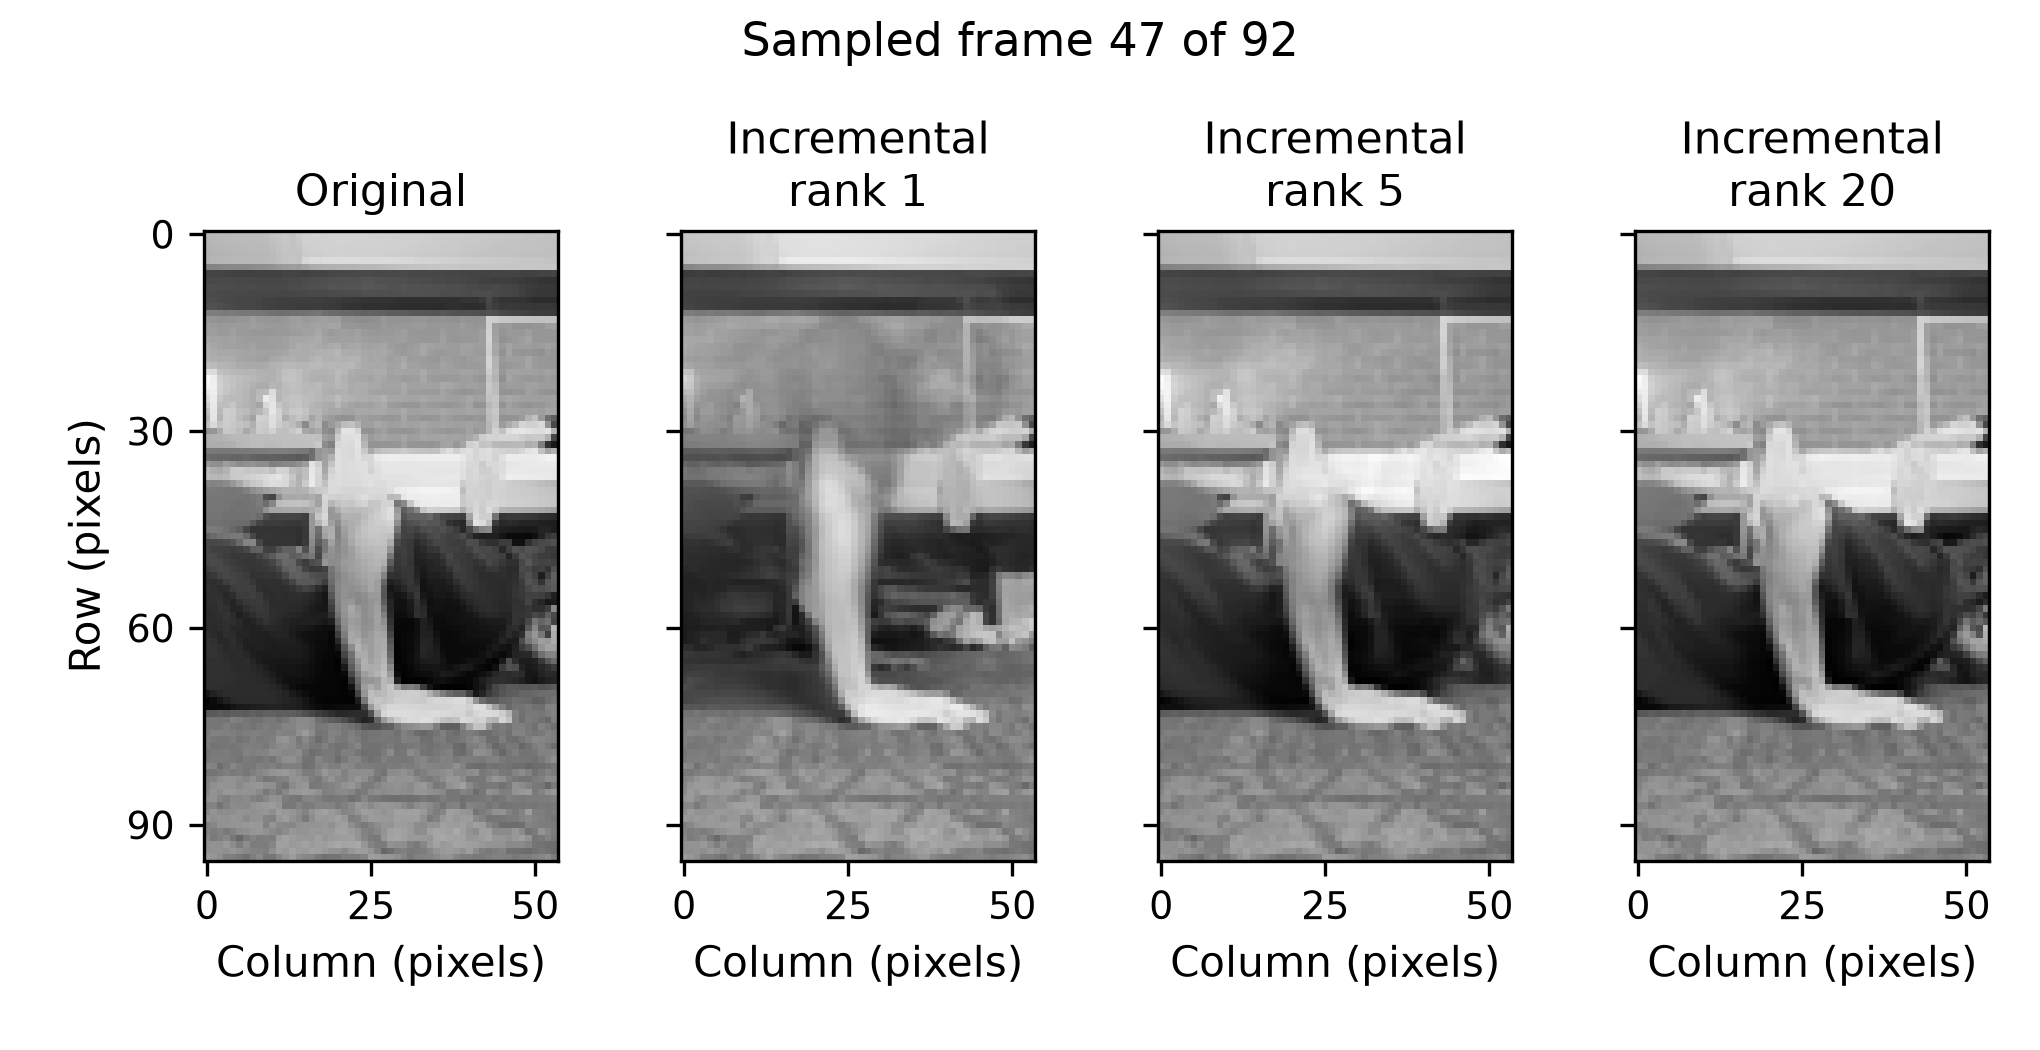 Sampled frame 47 of 92
Original
Incremental
rank 1
Incremental
rank 5
Incremental
rank 20
Row (pixels)
0
30
60
90
0 25 50
0 25 50
0 25 50
0 25 50
Column (pixels)
Column (pixels)
Column (pixels)
Column (pixels)